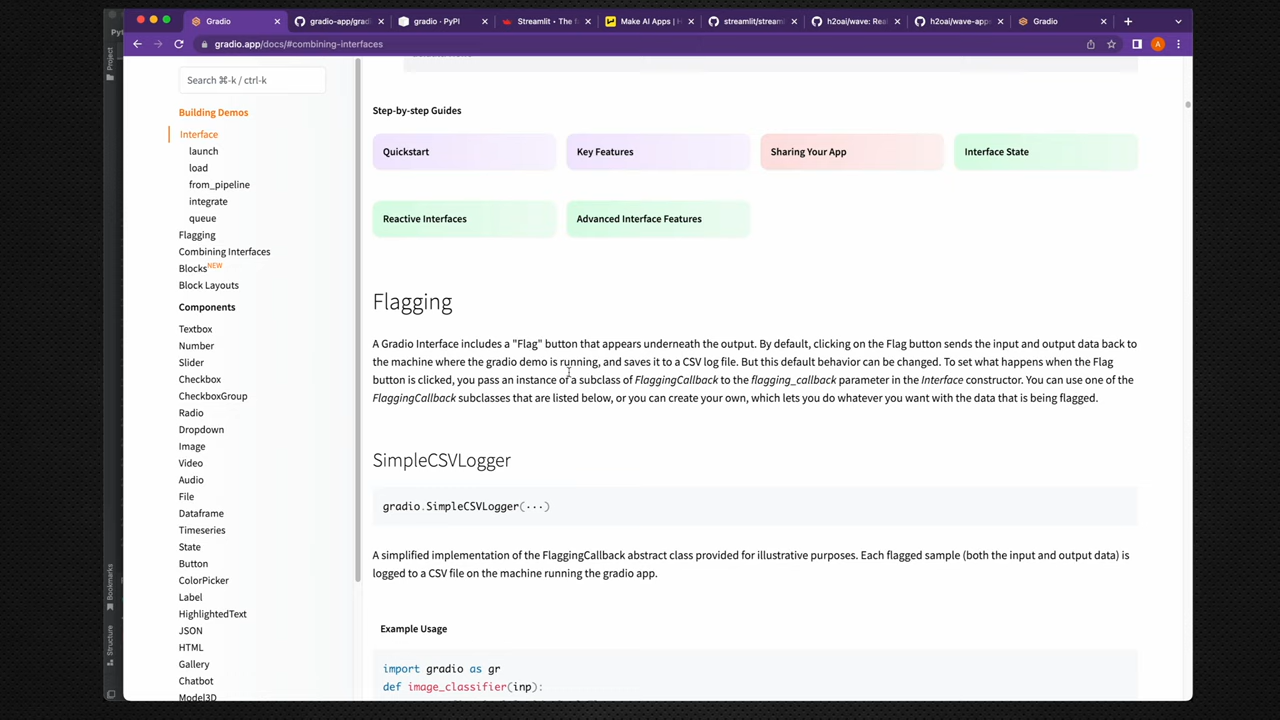 Gradio
gradio-app/gradi
gradio · PyPI
Streamlit • The f
Make AI Apps | H
streamlit/stream
h2oai/wave: Real
h2oai/wave-apps
Gradio
gradio.app/docs/#combining-interfaces
A
Py
Project
Bookmarks
Structure
Search ⌘-k / ctrl-k
Building Demos
Interface
launch
load
from_pipeline
integrate
queue
Flagging
Combining Interfaces
Blocks NEW
Block Layouts
Components
Textbox
Number
Slider
Checkbox
CheckboxGroup
Radio
Dropdown
Image
Video
Audio
File
Dataframe
Timeseries
State
Button
ColorPicker
Label
HighlightedText
JSON
HTML
Gallery
Chatbot
Model3D
Step-by-step Guides
Quickstart
Key Features
Sharing Your App
Interface State
Reactive Interfaces
Advanced Interface Features
Flagging
A Gradio Interface includes a "Flag" button that appears underneath the output. By default, clicking on the Flag button sends the input and output data back to
the machine where the gradio demo is running, and saves it to a CSV log file. But this default behavior can be changed. To set what happens when the Flag
button is clicked, you pass an instance of a subclass of FlaggingCallback to the flagging_callback parameter in the Interface constructor. You can use one of the
FlaggingCallback subclasses that are listed below, or you can create your own, which lets you do whatever you want with the data that is being flagged.
SimpleCSVLogger
gradio.SimpleCSVLogger(···)
A simplified implementation of the FlaggingCallback abstract class provided for illustrative purposes. Each flagged sample (both the input and output data) is
logged to a CSV file on the machine running the gradio app.
Example Usage
import gradio as gr
def image_classifier(inp):